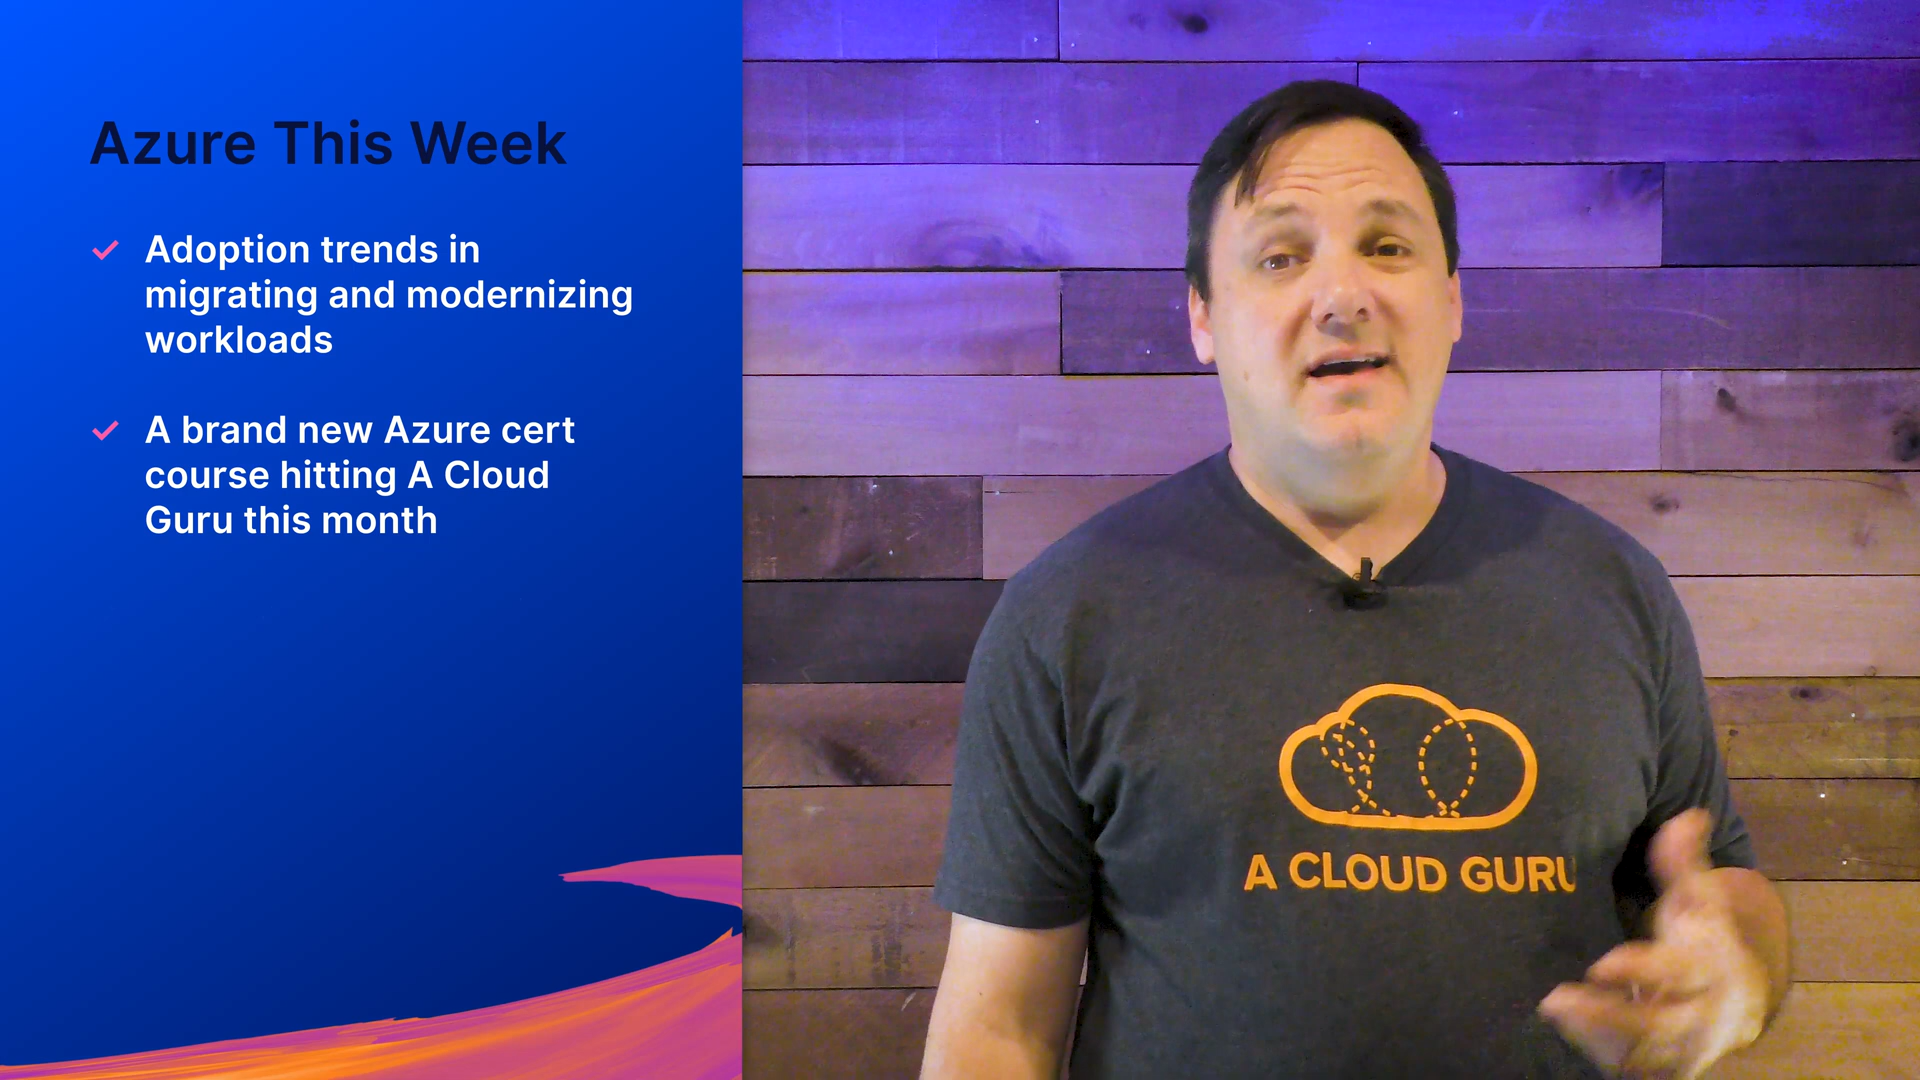 Azure This Week
Adoption trends in
migrating and modernizing
workloads
A brand new Azure cert
course hitting A Cloud
Guru this month
A CLOUD GURU